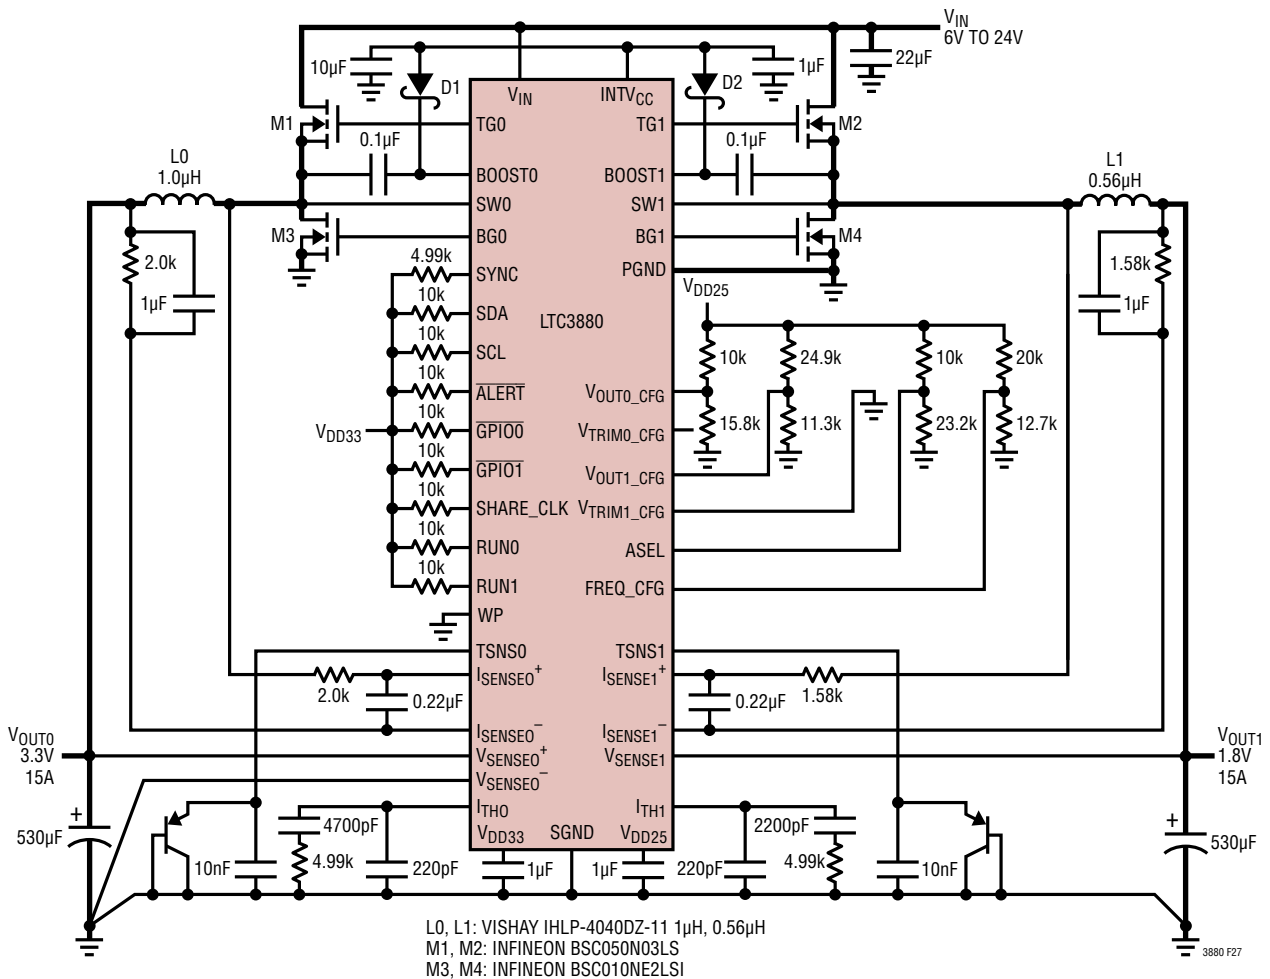 VIN
6V TO 24V
10µF
D1
D2
1µF
22µF
VIN
INTVCC
M1
TG0
TG1
M2
0.1µF
0.1µF
L0
1.0µH
L1
0.56µH
BOOST0
BOOST1
SW0
SW1
M3
BG0
BG1
M4
2.0k
4.99k
SYNC
PGND
1.58k
1µF
10k
SDA
LTC3880
VDD25
1µF
10k
SCL
10k
24.9k
10k
20k
10k
ALERT
VOUT0_CFG
10k
VDD33
GPIO0
VTRIM0_CFG
15.8k
11.3k
23.2k
12.7k
10k
GPIO1
VOUT1_CFG
10k
SHARE_CLK
VTRIM1_CFG
10k
RUN0
ASEL
10k
RUN1
FREQ_CFG
WP
TSNS0
TSNS1
2.0k
ISENSE0+
ISENSE1+
1.58k
0.22µF
0.22µF
ISENSE0–
ISENSE1–
VOUT0
3.3V
15A
VSENSE0+
VSENSE1
VOUT1
1.8V
15A
VSENSE0–
+
530µF
4700pF
ITH0
ITH1
2200pF
+
530µF
VDD33
SGND
VDD25
10nF
4.99k
220pF
1µF
1µF
220pF
4.99k
10nF
L0, L1: VISHAY IHLP-4040DZ-11 1µH, 0.56µH
M1, M2: INFINEON BSC050N03LS
M3, M4: INFINEON BSC010NE2LSI
3880 F27